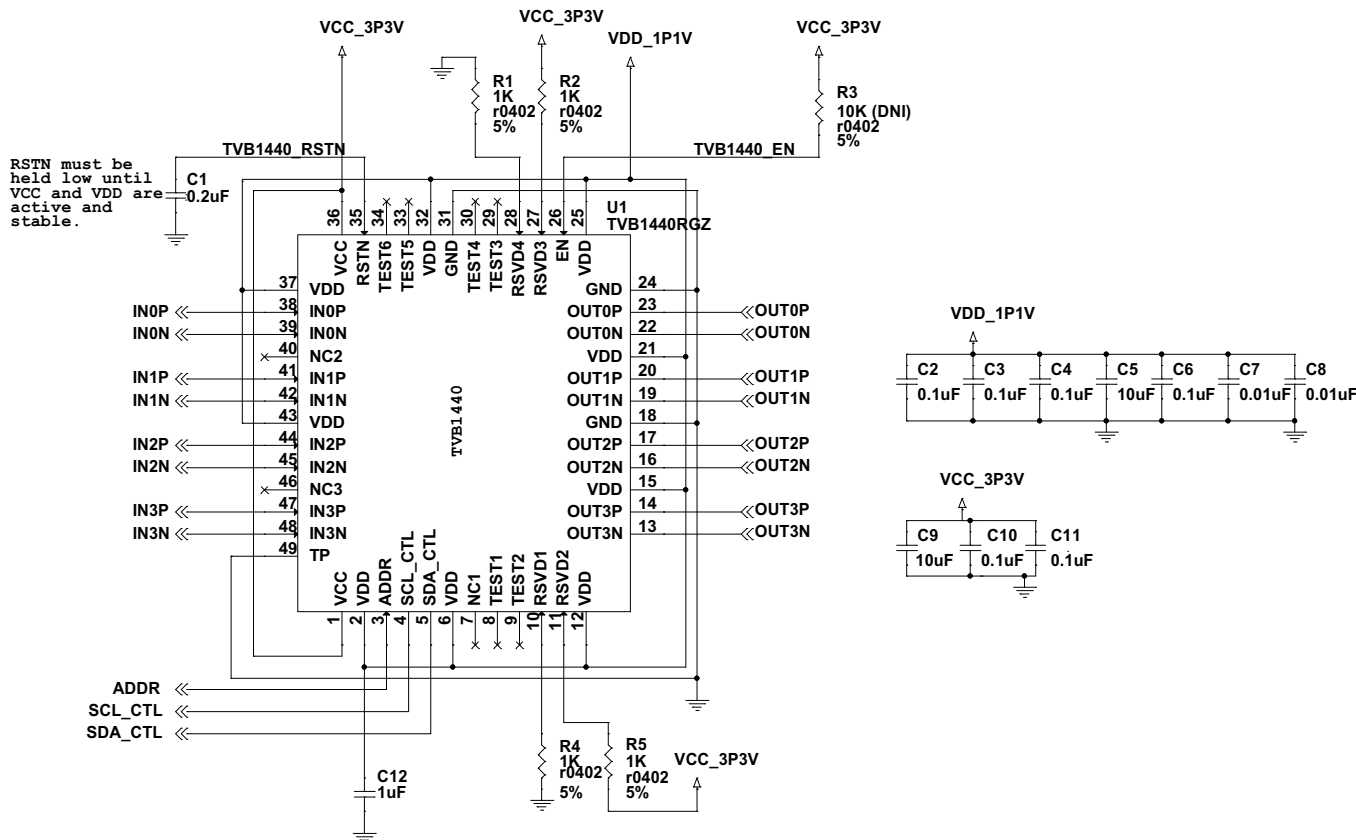 VCC_3P3V
VCC_3P3V
VDD_1P1V
VCC_3P3V
R1
1K
r0402
5%
R2
1K
r0402
5%
R3
10K (DNI)
r0402
5%
TVB1440_RSTN
TVB1440_EN
RSTN must be
held low until
VCC and VDD are
active and
stable.
C1
0.2uF
U1
TVB1440RGZ
36
35
34
33
32
31
30
29
28
27
26
25
VCC
RSTN
TEST6
TEST5
VDD
GND
TEST4
TEST3
RSVD4
RSVD3
EN
VDD
37 VDD
IN0P 38 IN0P
IN0N 39 IN0N
40 NC2
IN1P 41 IN1P
IN1N 42 IN1N
43 VDD
IN2P 44 IN2P
IN2N 45 IN2N
46 NC3
IN3P 47 IN3P
IN3N 48 IN3N
49 TP
TVB1440
GND 24
OUT0P 23 OUT0P
OUT0N 22 OUT0N
VDD 21
OUT1P 20 OUT1P
OUT1N 19 OUT1N
GND 18
OUT2P 17 OUT2P
OUT2N 16 OUT2N
VDD 15
OUT3P 14 OUT3P
OUT3N 13 OUT3N
VCC
VDD
ADDR
SCL_CTL
SDA_CTL
VDD
NC1
TEST1
TEST2
RSVD1
RSVD2
VDD
1
2
3
4
5
6
7
8
9
10
11
12
ADDR
SCL_CTL
SDA_CTL
C12
1uF
R4
1K
r0402
5%
R5
1K
r0402
5%
VCC_3P3V
VDD_1P1V
C2
0.1uF
C3
0.1uF
C4
0.1uF
C5
10uF
C6
0.1uF
C7
0.01uF
C8
0.01uF
VCC_3P3V
C9
10uF
C10
0.1uF
C11
0.1uF